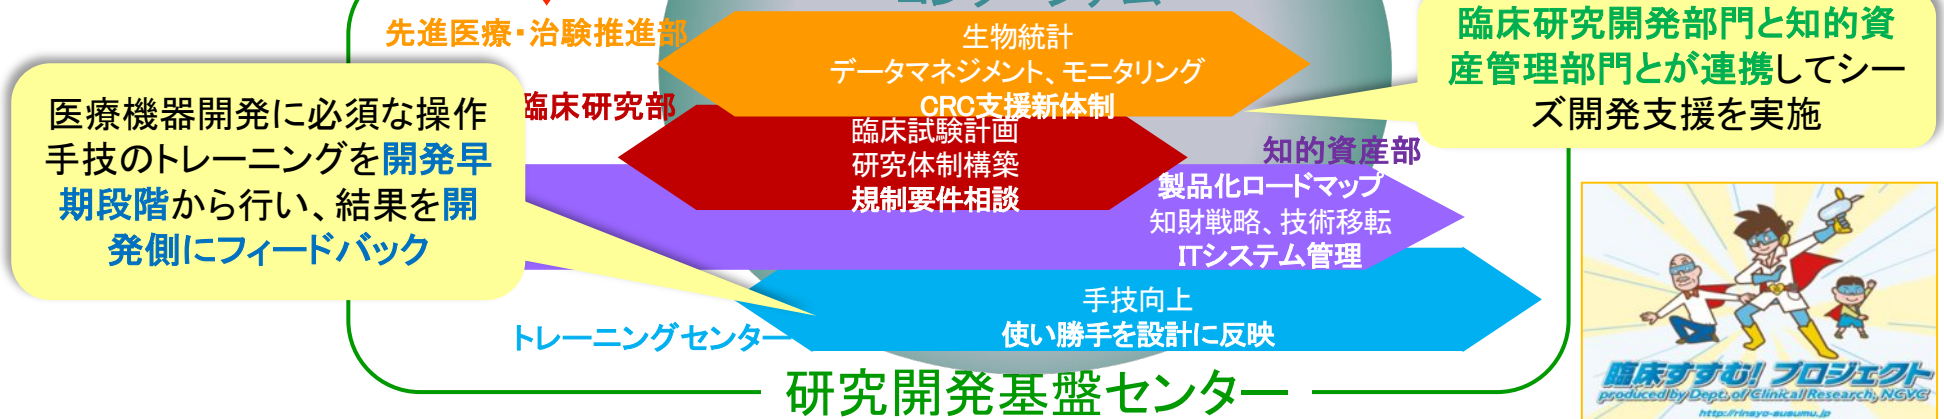 先進医療・治験推進部
生物統計
データマネジメント、モニタリング
CRC支援新体制
臨床研究開発部門と知的資
産管理部門とが連携してシー
ズ開発支援を実施
医療機器開発に必須な操作
手技のトレーニングを開発早
期段階から行い、結果を開
発側にフィードバック
臨床研究部
臨床試験計画
研究体制構築
規制要件相談
知的資産部
製品化ロードマップ
知財戦略、技術移転
ITシステム管理
手技向上
使い勝手を設計に反映
トレーニングセンター
研究開発基盤センター
臨床すすむ! プロジェクト
produced by Dept. of Clinical Research, NCVC
http://rinsyo-susumu.jp